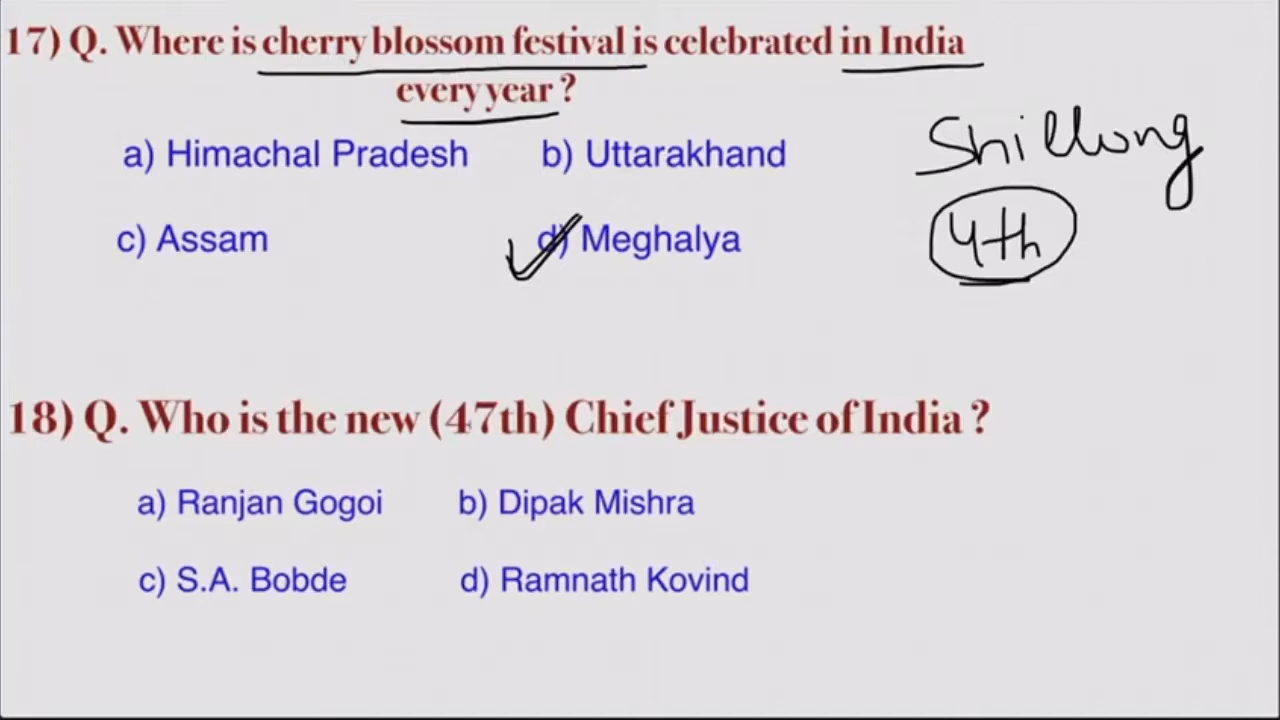 17) Q. Where is cherry blossom festival is celebrated in India
every year ?
a) Himachal Pradesh b) Uttarakhand
Shillong
c) Assam d) Meghalya
4th
18) Q. Who is the new (47th) Chief Justice of India ?
a) Ranjan Gogoi b) Dipak Mishra
c) S.A. Bobde d) Ramnath Kovind